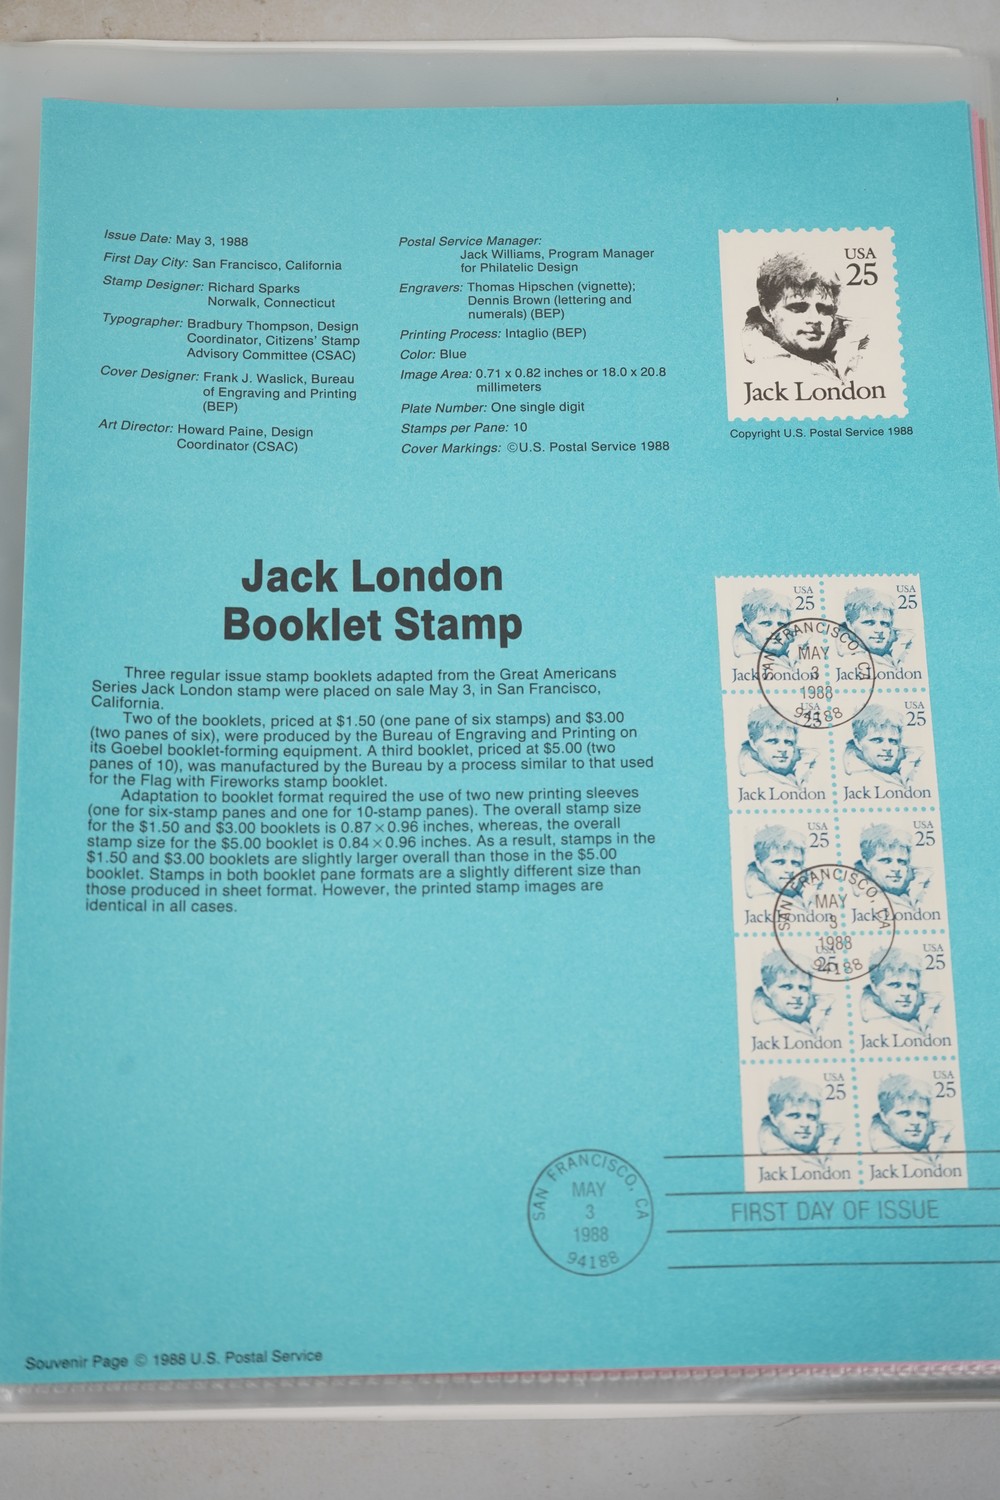 Issue Date: May 3, 1988
First Day City: San Francisco, California
Stamp Designer: Richard Sparks
Norwalk, Connecticut
Typographer: Bradbury Thompson, Design
Coordinator, Citizens' Stamp
Advisory Committee (CSAC)
Cover Designer: Frank J. Waslick, Bureau
of Engraving and Printing
(BEP)
Art Director: Howard Paine, Design
Coordinator (CSAC)
Postal Service Manager:
Jack Williams, Program Manager
for Philatelic Design
Engravers: Thomas Hipschen (vignette);
Dennis Brown (lettering and
numerals) (BEP)
Printing Process: Intaglio (BEP)
Color: Blue
Image Area: 0.71 x 0.82 inches or 18.0 x 20.8
millimeters
Plate Number: One single digit
Stamps per Pane: 10
Cover Markings: ©U.S. Postal Service 1988
USA
25
Jack London
Copyright U.S. Postal Service 1988
Jack London
Booklet Stamp
Three regular issue stamp booklets adapted from the Great Americans
Series Jack London stamp were placed on sale May 3, in San Francisco,
California.
Two of the booklets, priced at $1.50 (one pane of six stamps) and $3.00
(two panes of six), were produced by the Bureau of Engraving and Printing on
its Goebel booklet-forming equipment. A third booklet, priced at $5.00 (two
panes of 10), was manufactured by the Bureau by a process similar to that used
for the Flag with Fireworks stamp booklet.
Adaptation to booklet format required the use of two new printing sleeves
(one for six-stamp panes and one for 10-stamp panes). The overall stamp size
for the $1.50 and $3.00 booklets is 0.87 × 0.96 inches, whereas, the overall
stamp size for the $5.00 booklet is 0.84 × 0.96 inches. As a result, stamps in the
$1.50 and $3.00 booklets are slightly larger overall than those in the $5.00
booklet. Stamps in both booklet pane formats are a slightly different size than
those produced in sheet format. However, the printed stamp images are
identical in all cases.
USA
25
Jack London
USA
25
Jack London
SAN FRANCISCO, CA
MAY
3
1988
94188
USA
25
Jack London
USA
25
Jack London
USA
25
Jack London
USA
25
Jack London
SAN FRANCISCO, CA
MAY
3
1988
94188
USA
25
Jack London
USA
25
Jack London
USA
25
Jack London
USA
25
Jack London
SAN FRANCISCO, CA
MAY
3
1988
94188
FIRST DAY OF ISSUE
Souvenir Page © 1988 U.S. Postal Service